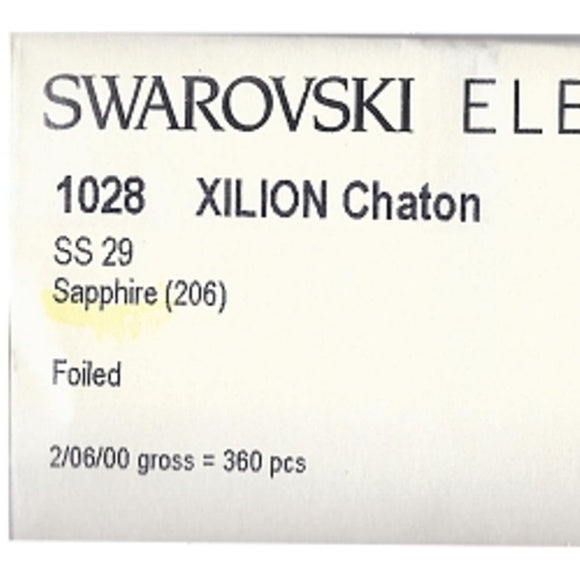 SWAROVSKI ELE
1028 XILION Chaton
SS 29
Sapphire (206)
Foiled
2/06/00 gross = 360 pcs